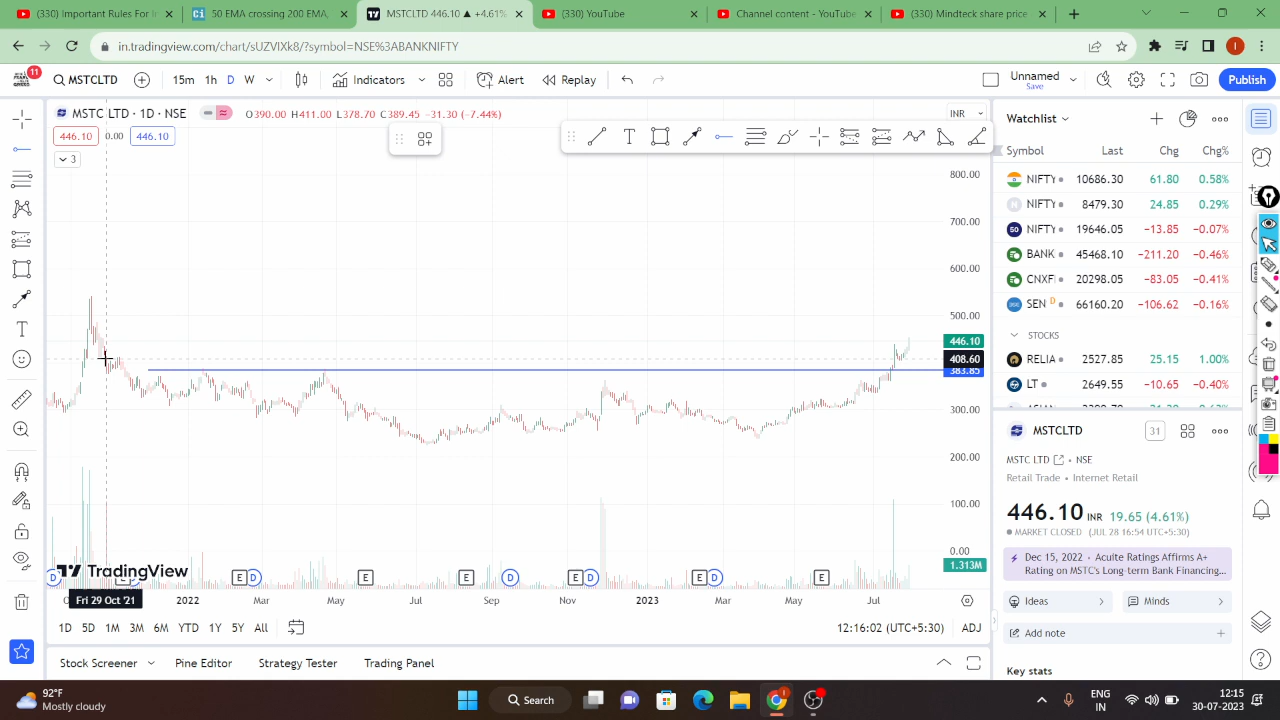 (330) Important Rules For In
50 EMA crossing 200 EMA,
MSTCLTD 446.10 ▲ +4.61%
(330) YouTube
Channel content - YouTube
(330) Mindteck share price
in.tradingview.com/chart/sUZVIXk8/?symbol=NSE%3ABANKNIFTY
11
MSTCLTD
15m 1h D W
Indicators
Alert
Replay
Unnamed
Save
Publish
MSTC LTD · 1D · NSE
O390.00 H411.00 L378.70 C389.45 −31.30 (−7.44%)
INR
446.10 0.00 446.10
3
800.00
700.00
600.00
500.00
446.10
408.60
383.85
300.00
200.00
100.00
0.00
1.313M
TradingView
D E D E E D E D E D E
Fri 29 Oct '21
2022 Mar May Jul Sep Nov 2023 Mar May Jul
1D 5D 1M 3M 6M YTD 1Y 5Y All
12:16:02 (UTC+5:30) ADJ
Stock Screener
Pine Editor
Strategy Tester
Trading Panel
Watchlist
Symbol Last Chg Chg%
NIFTY 10686.30 61.80 0.58%
NIFTY 8479.30 24.85 0.29%
NIFTY 19646.05 −13.85 −0.07%
BANK 45468.10 −211.20 −0.46%
CNXF 20298.05 −83.05 −0.41%
SEN D 66160.20 −106.62 −0.16%
STOCKS
RELIA 2527.85 25.15 1.00%
LT 2649.55 −10.65 −0.40%
MSTCLTD
31
MSTC LTD • NSE
Retail Trade • Internet Retail
446.10 INR 19.65 (4.61%)
MARKET CLOSED (JUL 28 16:54 UTC+5:30)
Dec 15, 2022 • Acuite Ratings Affirms A+
Rating on MSTC's Long-term Bank Financing...
Ideas
Minds
Add note
Key stats
92°F
Mostly cloudy
Search
ENG
IN
12:15
30-07-2023